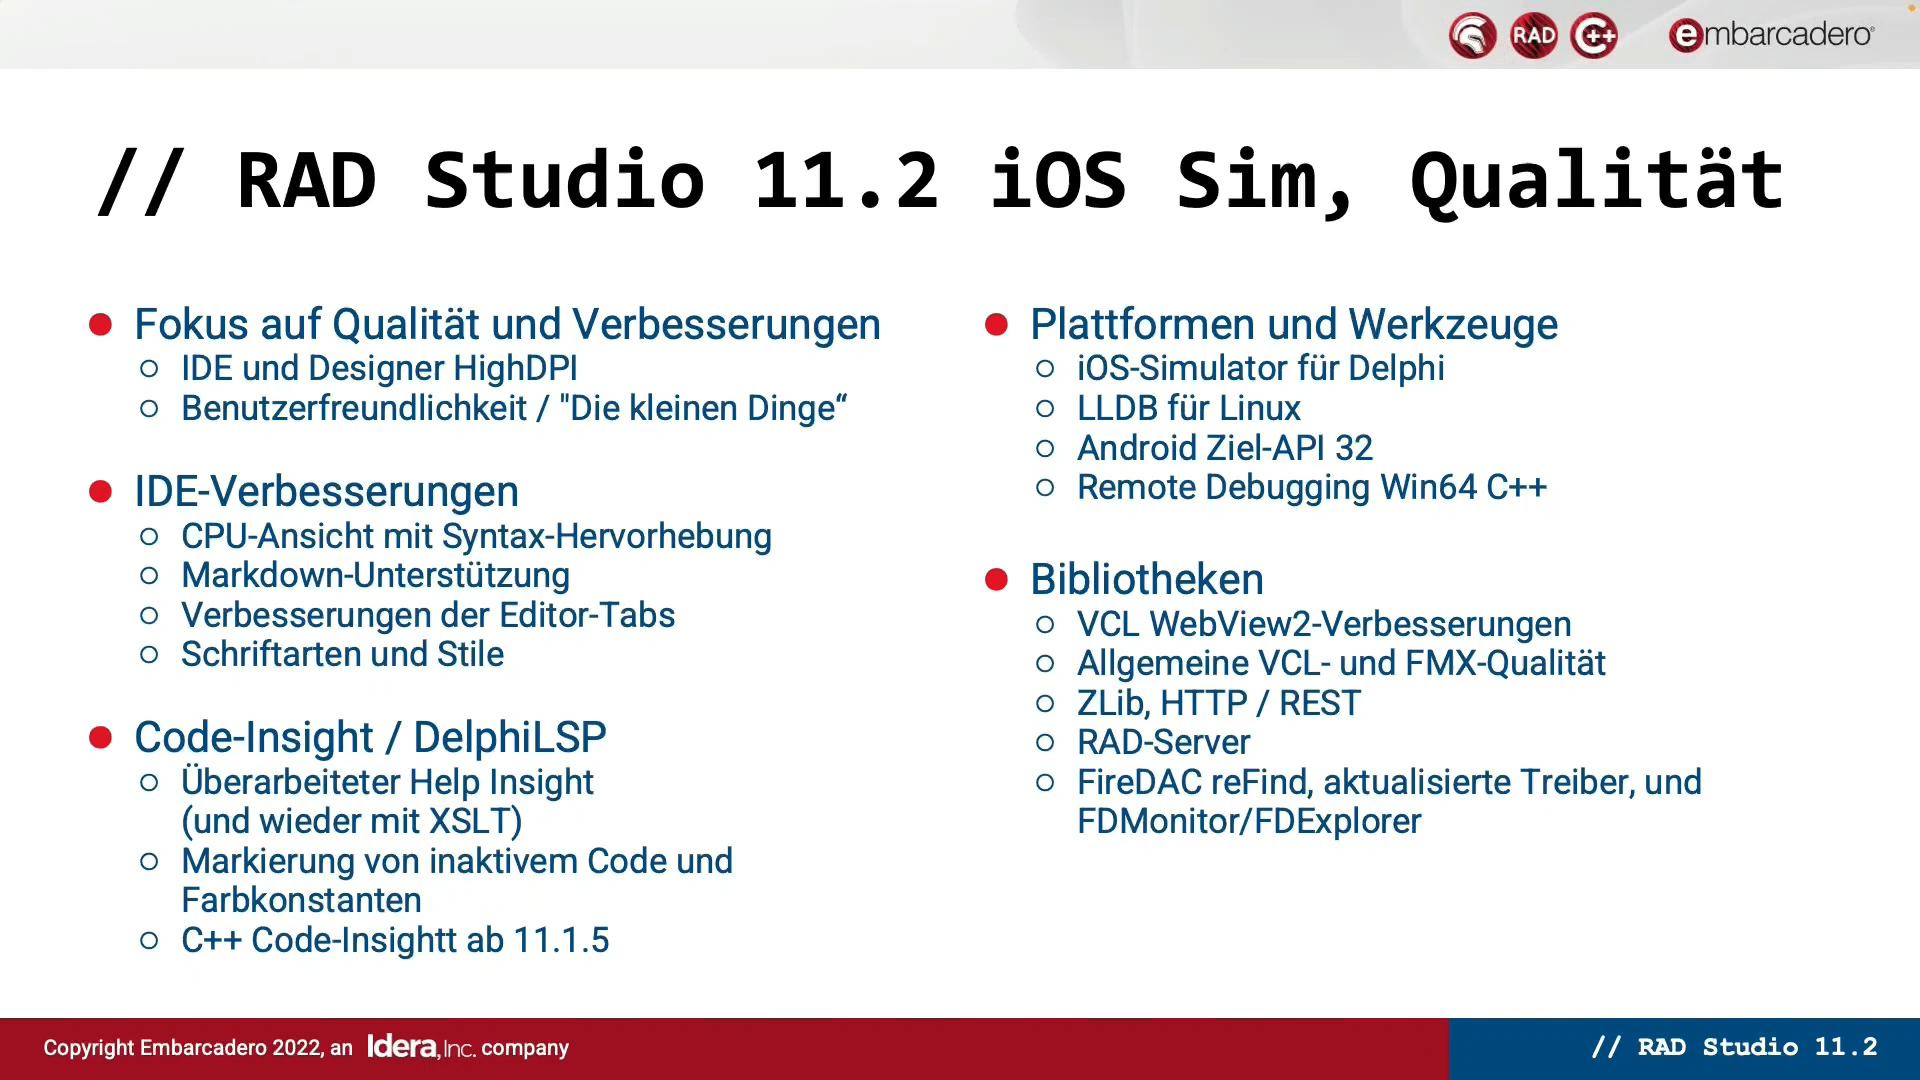 RAD
C++
embarcadero
// RAD Studio 11.2 iOS Sim, Qualität
Fokus auf Qualität und Verbesserungen
IDE und Designer HighDPI
Benutzerfreundlichkeit / "Die kleinen Dinge“
IDE-Verbesserungen
CPU-Ansicht mit Syntax-Hervorhebung
Markdown-Unterstützung
Verbesserungen der Editor-Tabs
Schriftarten und Stile
Code-Insight / DelphiLSP
Überarbeiteter Help Insight
(und wieder mit XSLT)
Markierung von inaktivem Code und
Farbkonstanten
C++ Code-Insightt ab 11.1.5
Plattformen und Werkzeuge
iOS-Simulator für Delphi
LLDB für Linux
Android Ziel-API 32
Remote Debugging Win64 C++
Bibliotheken
VCL WebView2-Verbesserungen
Allgemeine VCL- und FMX-Qualität
ZLib, HTTP / REST
RAD-Server
FireDAC reFind, aktualisierte Treiber, und
FDMonitor/FDExplorer
Copyright Embarcadero 2022, an Idera, Inc. company
// RAD Studio 11.2